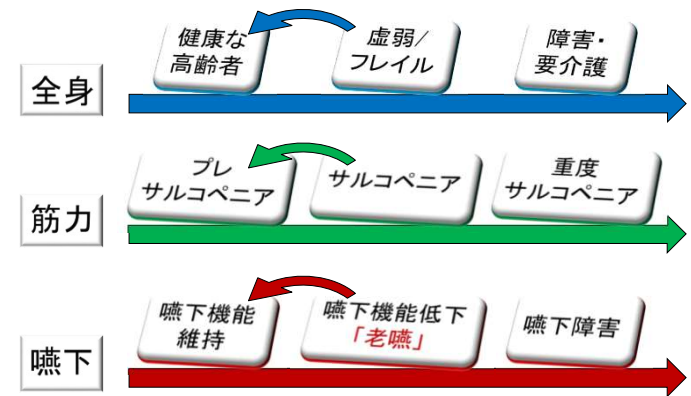 全身
健康な
高齢者
虚弱/
フレイル
障害・
要介護
筋力
プレ
サルコペニア
サルコペニア
重度
サルコペニア
嚥下
嚥下機能
維持
嚥下機能低下
「老嚥」
嚥下障害